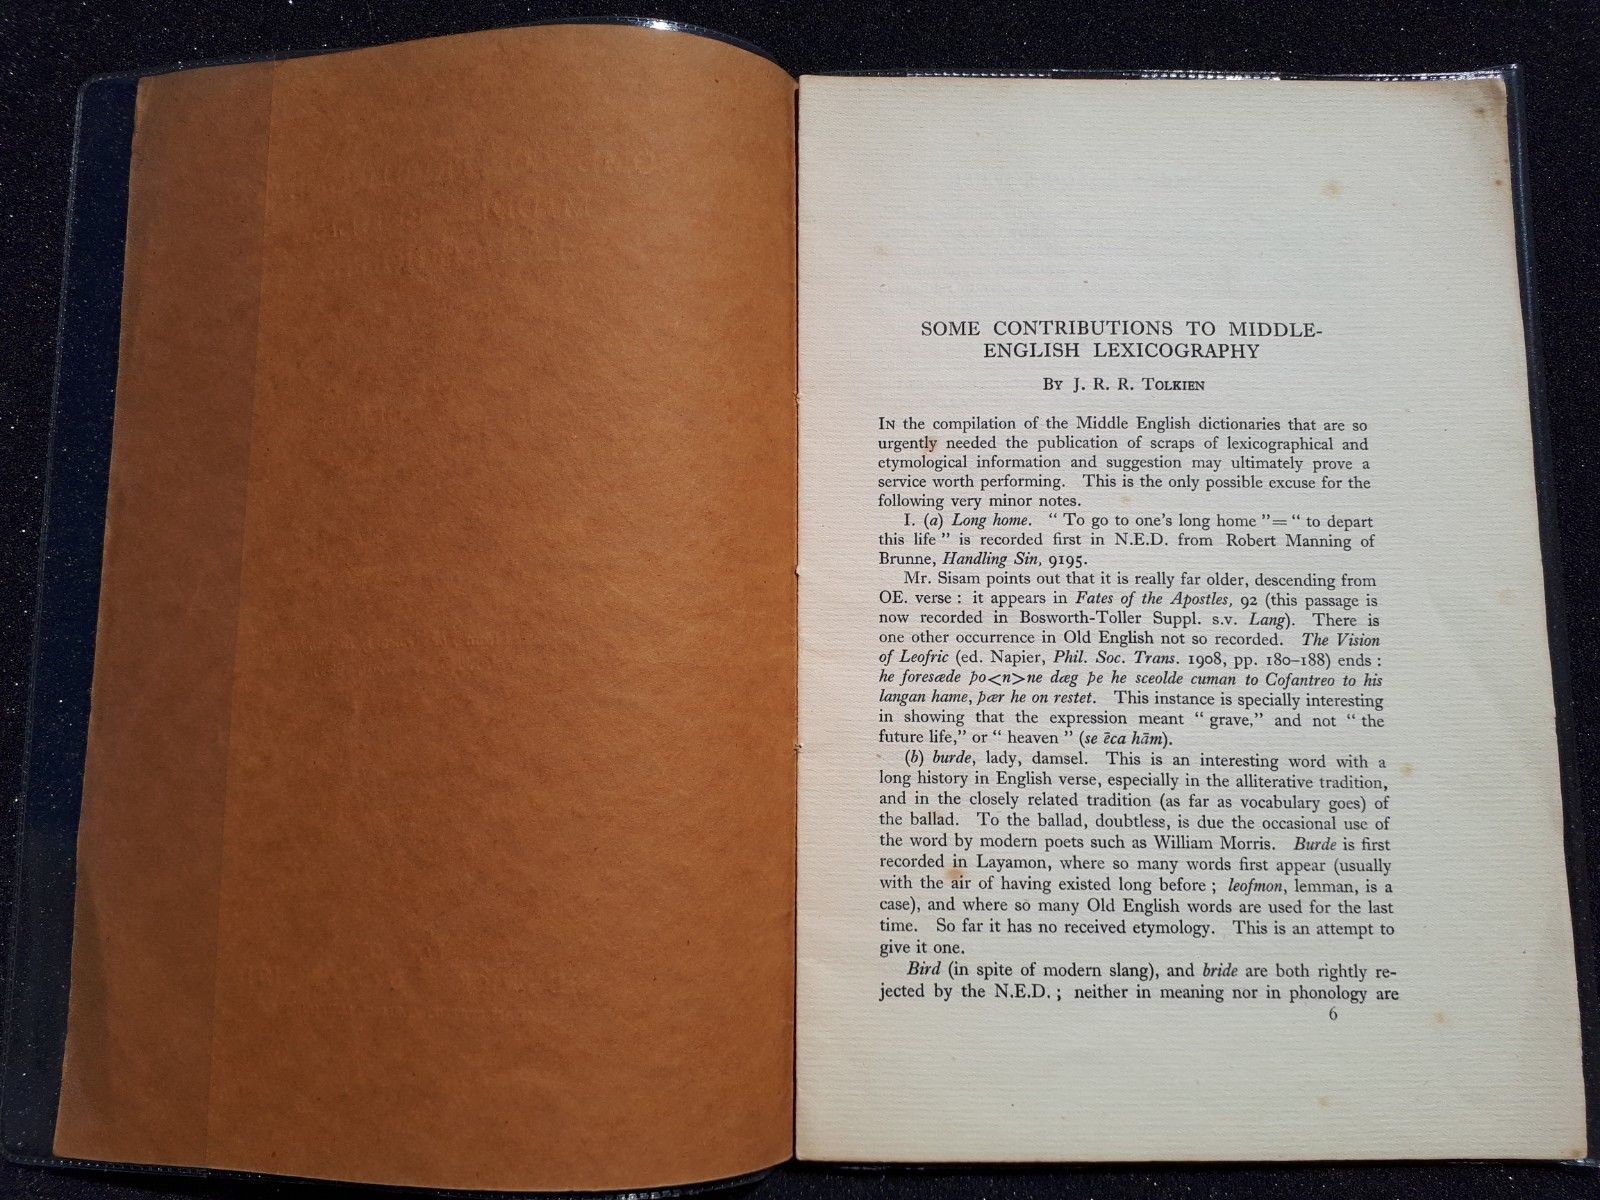 SOME CONTRIBUTIONS TO MIDDLE-
ENGLISH LEXICOGRAPHY
By J. R. R. Tolkien
In the compilation of the Middle English dictionaries that are so
urgently needed the publication of scraps of lexicographical and
etymological information and suggestion may ultimately prove a
service worth performing. This is the only possible excuse for the
following very minor notes.
I. (a) Long home. “ To go to one’s long home ”=“ to depart
this life ” is recorded first in N.E.D. from Robert Manning of
Brunne, Handling Sin, 9195.
Mr. Sisam points out that it is really far older, descending from
OE. verse : it appears in Fates of the Apostles, 92 (this passage is
now recorded in Bosworth-Toller Suppl. s.v. Lang). There is
one other occurrence in Old English not so recorded. The Vision
of Leofric (ed. Napier, Phil. Soc. Trans. 1908, pp. 180–188) ends :
he foresæde þo<n>ne dæg þe he sceolde cuman to Cofantreo to his
langan hame, þær he on restet. This instance is specially interesting
in showing that the expression meant “ grave,” and not “ the
future life,” or “ heaven ” (se ēca hām).
(b) burde, lady, damsel. This is an interesting word with a
long history in English verse, especially in the alliterative tradition,
and in the closely related tradition (as far as vocabulary goes) of
the ballad. To the ballad, doubtless, is due the occasional use of
the word by modern poets such as William Morris. Burde is first
recorded in Layamon, where so many words first appear (usually
with the air of having existed long before ; leofmon, lemman, is a
case), and where so many Old English words are used for the last
time. So far it has no received etymology. This is an attempt to
give it one.
Bird (in spite of modern slang), and bride are both rightly re-
jected by the N.E.D. ; neither in meaning nor in phonology are
6